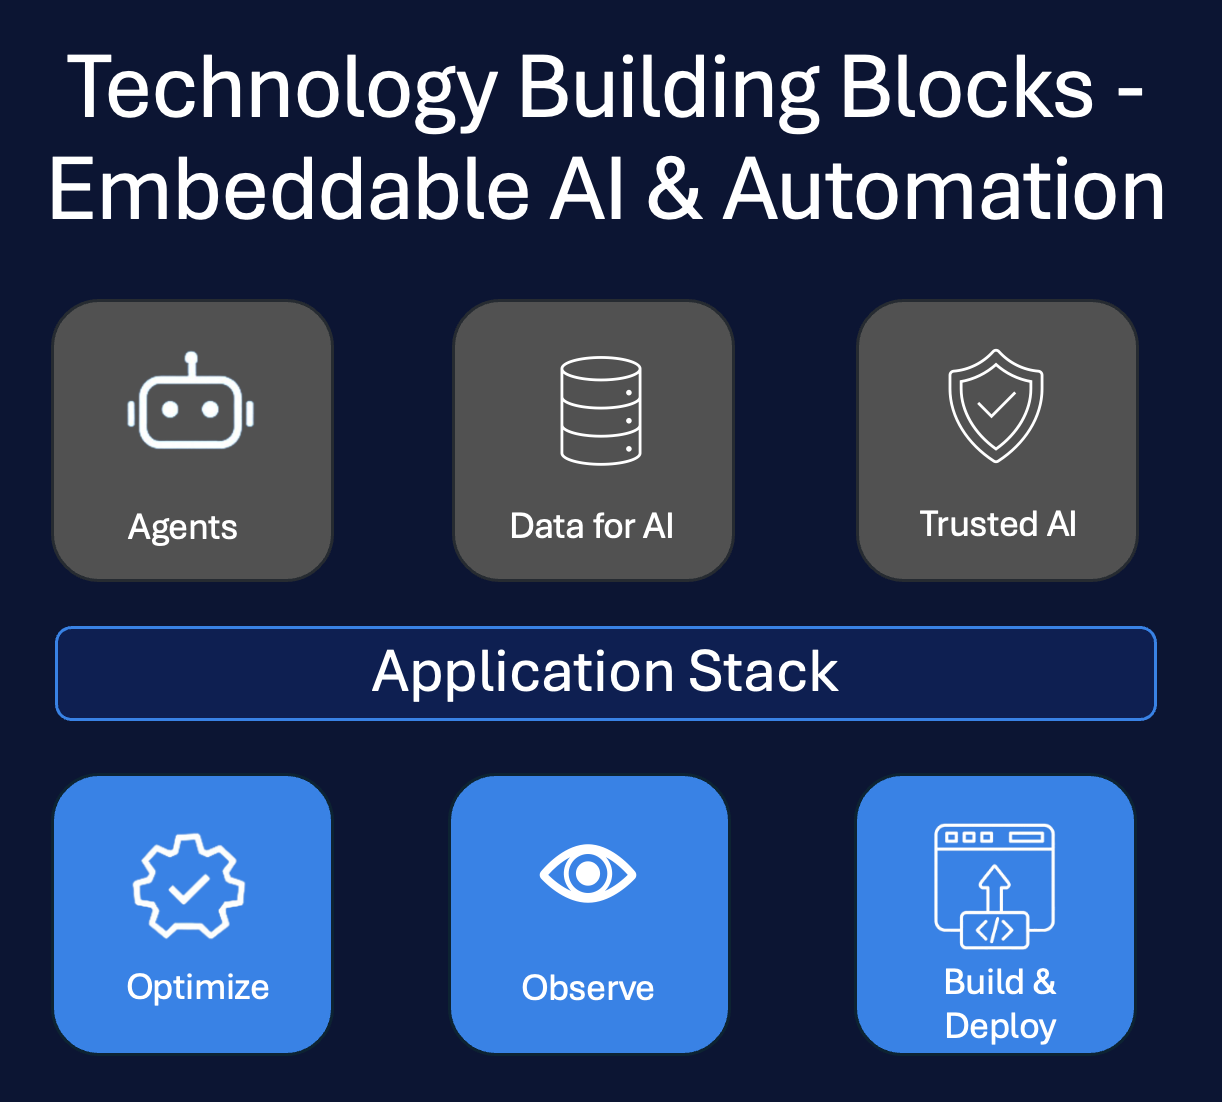 Technology Building Blocks -
Embeddable AI & Automation
Agents
Data for AI
Trusted AI
Application Stack
Optimize
Observe
Build &
Deploy